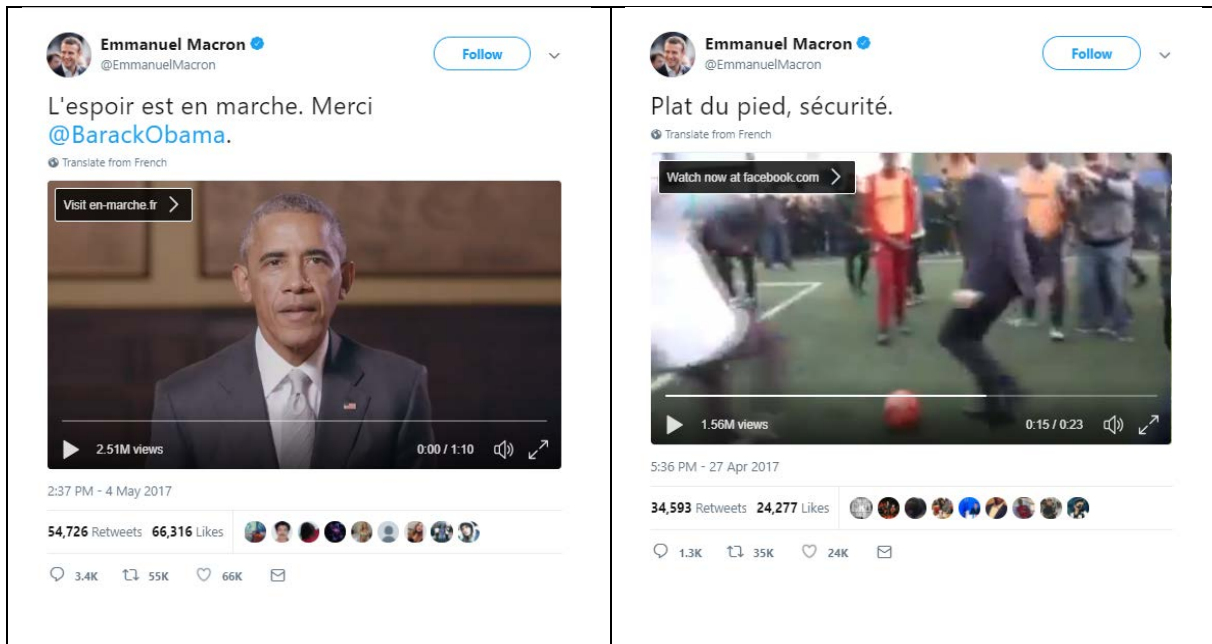 Emmanuel Macron
@EmmanuelMacron
Follow
L'espoir est en marche. Merci
@BarackObama.
Translate from French
Visit en-marche.fr
2.51M views
0:00 / 1:10
2:37 PM - 4 May 2017
54,726 Retweets 66,316 Likes
3.4K 55K 66K
Emmanuel Macron
@EmmanuelMacron
Follow
Plat du pied, sécurité.
Translate from French
Watch now at facebook.com
1.56M views
0:15 / 0:23
5:36 PM - 27 Apr 2017
34,593 Retweets 24,277 Likes
1.3K 35K 24K